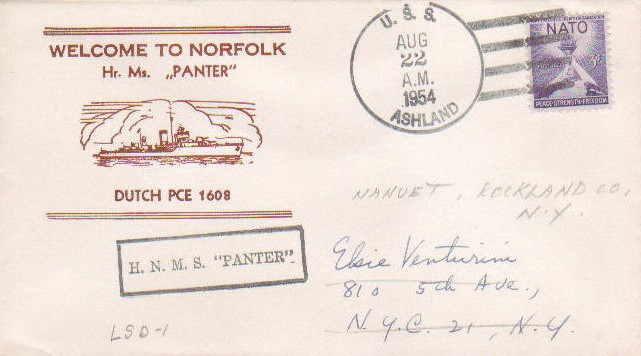 WELCOME TO NORFOLK
Hr. Ms. „PANTER”
DUTCH PCE 1608
H. N. M. S. "PANTER"
LSD-1
U. S. S.
AUG
22
A.M.
1954
ASHLAND
NATO
3¢
PEACE·STRENGTH·FREEDOM
NANUET, ROCKLAND CO,
N.Y.
Elsie Venturini
810 5th Ave.,
N.Y.C. 21, N.Y.